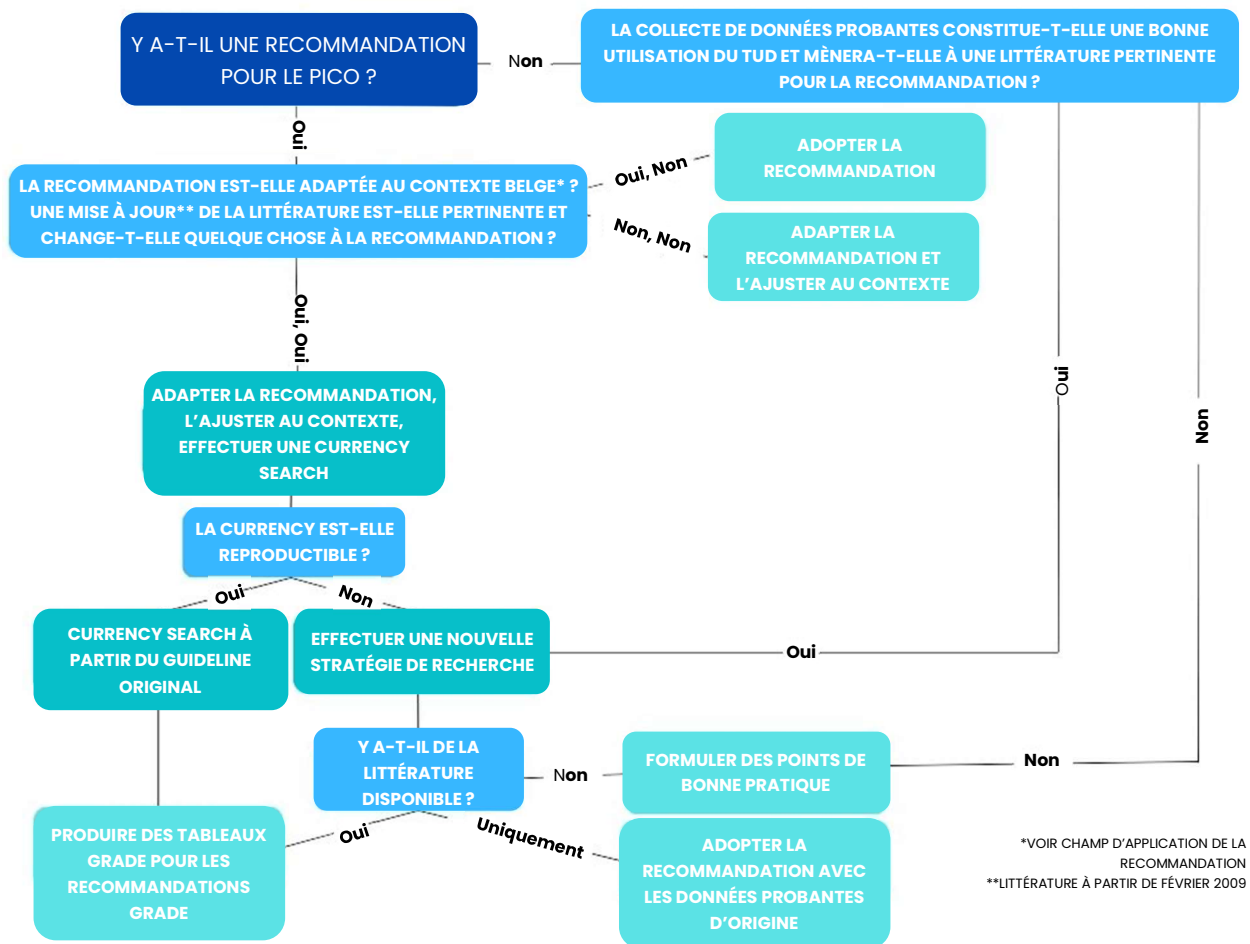 Y A-T-IL UNE RECOMMANDATION
POUR LE PICO ?
Non
LA COLLECTE DE DONNÉES PROBANTES CONSTITUE-T-ELLE UNE BONNE
UTILISATION DU TUD ET MÈNERA-T-ELLE À UNE LITTÉRATURE PERTINENTE
POUR LA RECOMMANDATION ?
Oui
LA RECOMMANDATION EST-ELLE ADAPTÉE AU CONTEXTE BELGE* ?
UNE MISE À JOUR** DE LA LITTÉRATURE EST-ELLE PERTINENTE ET
CHANGE-T-ELLE QUELQUE CHOSE À LA RECOMMANDATION ?
Oui, Non
ADOPTER LA
RECOMMANDATION
Non, Non
ADAPTER LA
RECOMMANDATION ET
L'AJUSTER AU CONTEXTE
Oui, Oui
Oui
Non
ADAPTER LA RECOMMANDATION,
L'AJUSTER AU CONTEXTE,
EFFECTUER UNE CURRENCY
SEARCH
LA CURRENCY EST-ELLE
REPRODUCTIBLE ?
Oui
Non
CURRENCY SEARCH À
PARTIR DU GUIDELINE
ORIGINAL
EFFECTUER UNE NOUVELLE
STRATÉGIE DE RECHERCHE
Oui
Y A-T-IL DE LA
LITTÉRATURE
DISPONIBLE ?
Non
FORMULER DES POINTS DE
BONNE PRATIQUE
Non
Oui
Uniquement
PRODUIRE DES TABLEAUX
GRADE POUR LES
RECOMMANDATIONS
GRADE
ADOPTER LA
RECOMMANDATION AVEC
LES DONNÉES PROBANTES
D'ORIGINE
*VOIR CHAMP D'APPLICATION DE LA
RECOMMANDATION
**LITTÉRATURE À PARTIR DE FÉVRIER 2009